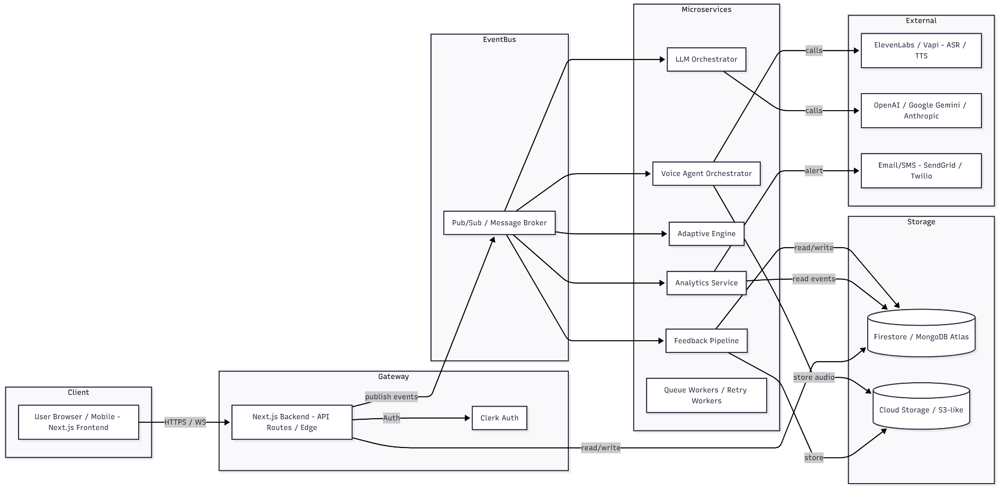 Microservices
External
EventBus
ElevenLabs / Vapi - ASR /
TTS
calls
LLM Orchestrator
OpenAI / Google Gemini /
Anthropic
calls
Email/SMS - SendGrid /
Twilio
alert
Voice Agent Orchestrator
Pub/Sub / Message Broker
Storage
Adaptive Engine
read/write
Analytics Service
read events
Feedback Pipeline
Firestore / MongoDB Atlas
Gateway
store audio
Client
publish events
Queue Workers / Retry
Workers
Cloud Storage / S3-like
User Browser / Mobile -
Next.js Frontend
HTTPS / WS
Next.js Backend - API
Routes / Edge
Auth
Clerk Auth
read/write
store